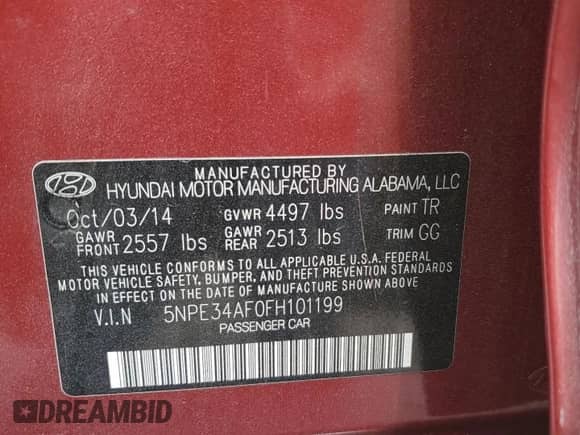 MANUFACTURED BY
HYUNDAI MOTOR MANUFACTURING ALABAMA, LLC
Oct/03/14 GVWR 4497 lbs PAINT TR
GAWR FRONT 2557 lbs GAWR REAR 2513 lbs TRIM GG
THIS VEHICLE CONFORMS TO ALL APPLICABLE U.S.A. FEDERAL
MOTOR VEHICLE SAFETY, BUMPER, AND THEFT PREVENTION STANDARDS
IN EFFECT ON THE DATE OF MANUFACTURE SHOWN ABOVE.
V.I.N 5NPE34AF0FH101199
PASSENGER CAR
DREAMBID